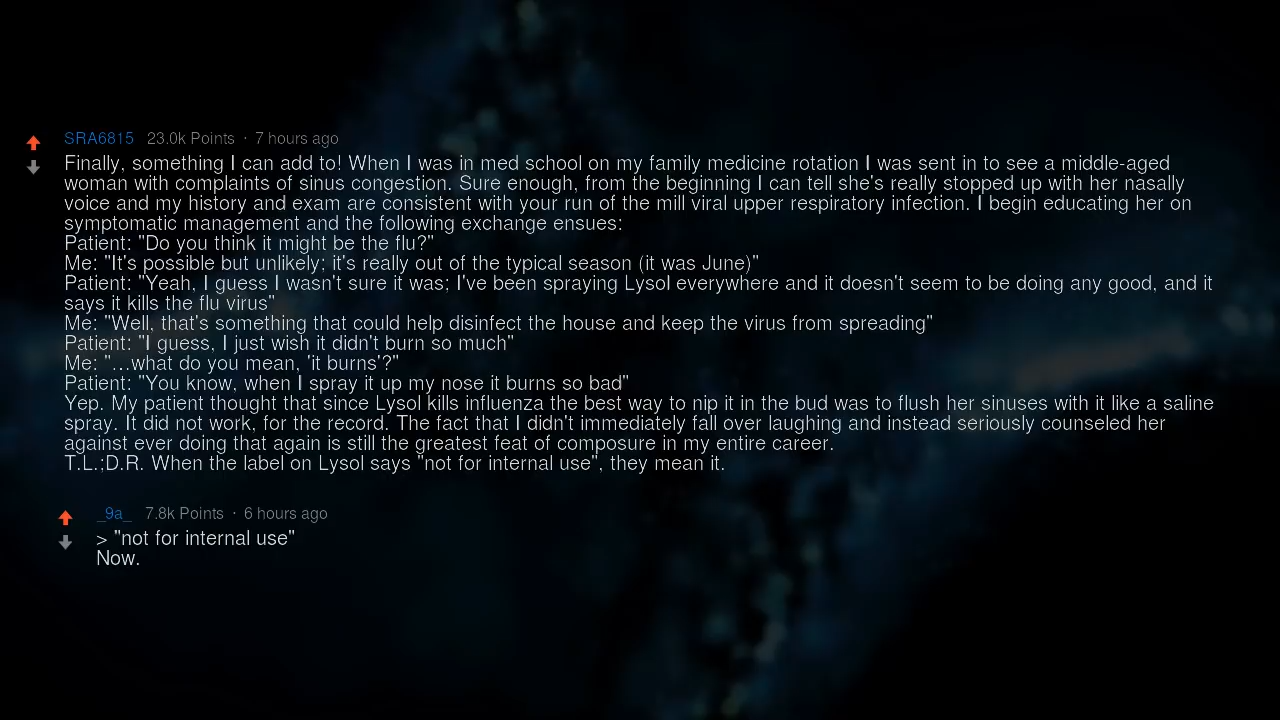 SRA6815 23.0k Points · 7 hours ago
Finally, something I can add to! When I was in med school on my family medicine rotation I was sent in to see a middle-aged
woman with complaints of sinus congestion. Sure enough, from the beginning I can tell she's really stopped up with her nasally
voice and my history and exam are consistent with your run of the mill viral upper respiratory infection. I begin educating her on
symptomatic management and the following exchange ensues:
Patient: "Do you think it might be the flu?"
Me: "It's possible but unlikely; it's really out of the typical season (it was June)"
Patient: "Yeah, I guess I wasn't sure it was; I've been spraying Lysol everywhere and it doesn't seem to be doing any good, and it
says it kills the flu virus"
Me: "Well, that's something that could help disinfect the house and keep the virus from spreading"
Patient: "I guess, I just wish it didn't burn so much"
Me: "...what do you mean, 'it burns'?"
Patient: "You know, when I spray it up my nose it burns so bad"
Yep. My patient thought that since Lysol kills influenza the best way to nip it in the bud was to flush her sinuses with it like a saline
spray. It did not work, for the record. The fact that I didn't immediately fall over laughing and instead seriously counseled her
against ever doing that again is still the greatest feat of composure in my entire career.
T.L.;D.R. When the label on Lysol says "not for internal use", they mean it.
_9a_ 7.8k Points · 6 hours ago
> "not for internal use"
Now.